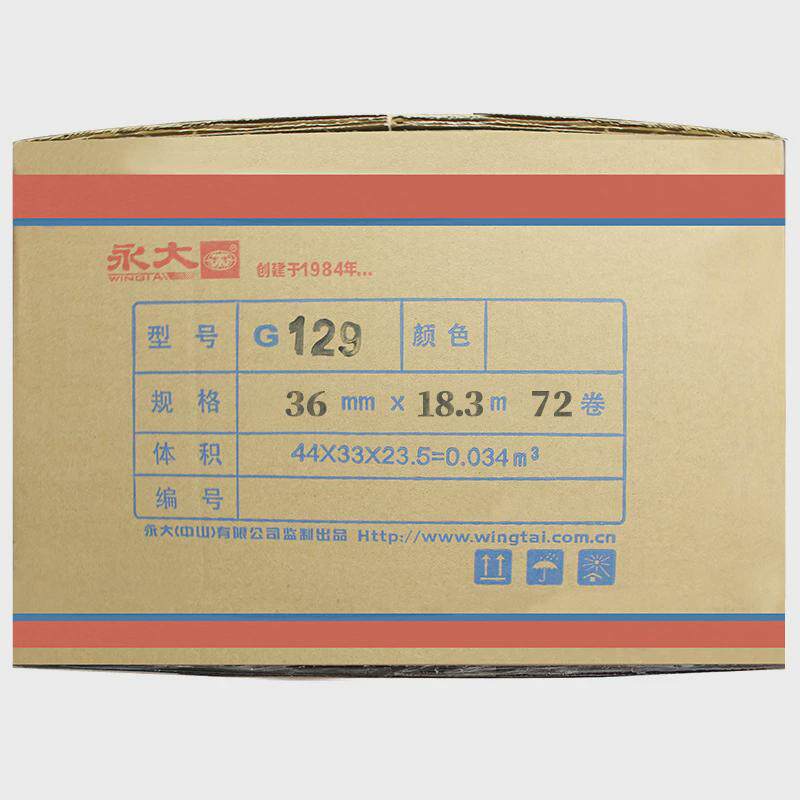 永大®
WINGTAI
创建于1984年...
型号 G129 颜色
规格 36 mm x 18.3 m 72 卷
体积 44X33X23.5=0.034m³
编号
永大(中山)有限公司监制出品 Http://www.wingtai.com.cn